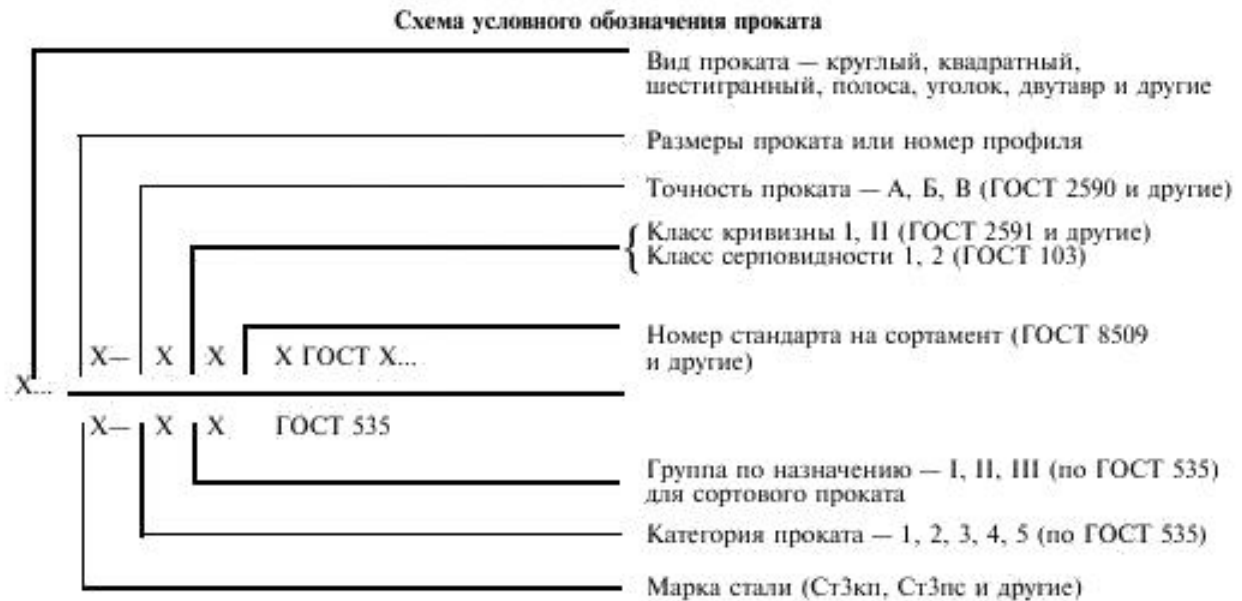 Схема условного обозначения проката
Вид проката — круглый, квадратный,
шестигранный, полоса, уголок, двутавр и другие
Размеры проката или номер профиля
Точность проката — А, Б, В (ГОСТ 2590 и другие)
Класс кривизны I, II (ГОСТ 2591 и другие)
Класс серповидности 1, 2 (ГОСТ 103)
Номер стандарта на сортамент (ГОСТ 8509
и другие)
Х— Х Х Х ГОСТ Х...
Х...
Х— Х Х ГОСТ 535
Группа по назначению — I, II, III (по ГОСТ 535)
для сортового проката
Категория проката — 1, 2, 3, 4, 5 (по ГОСТ 535)
Марка стали (Ст3кп, Ст3пс и другие)